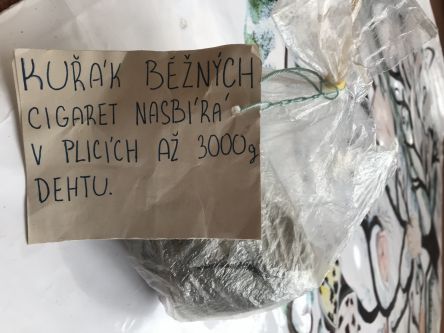 KUŘÁK BĚŽNÝCH
CIGARET NASBÍRÁ
V PLICÍCH AŽ 3000g
DEHTU.